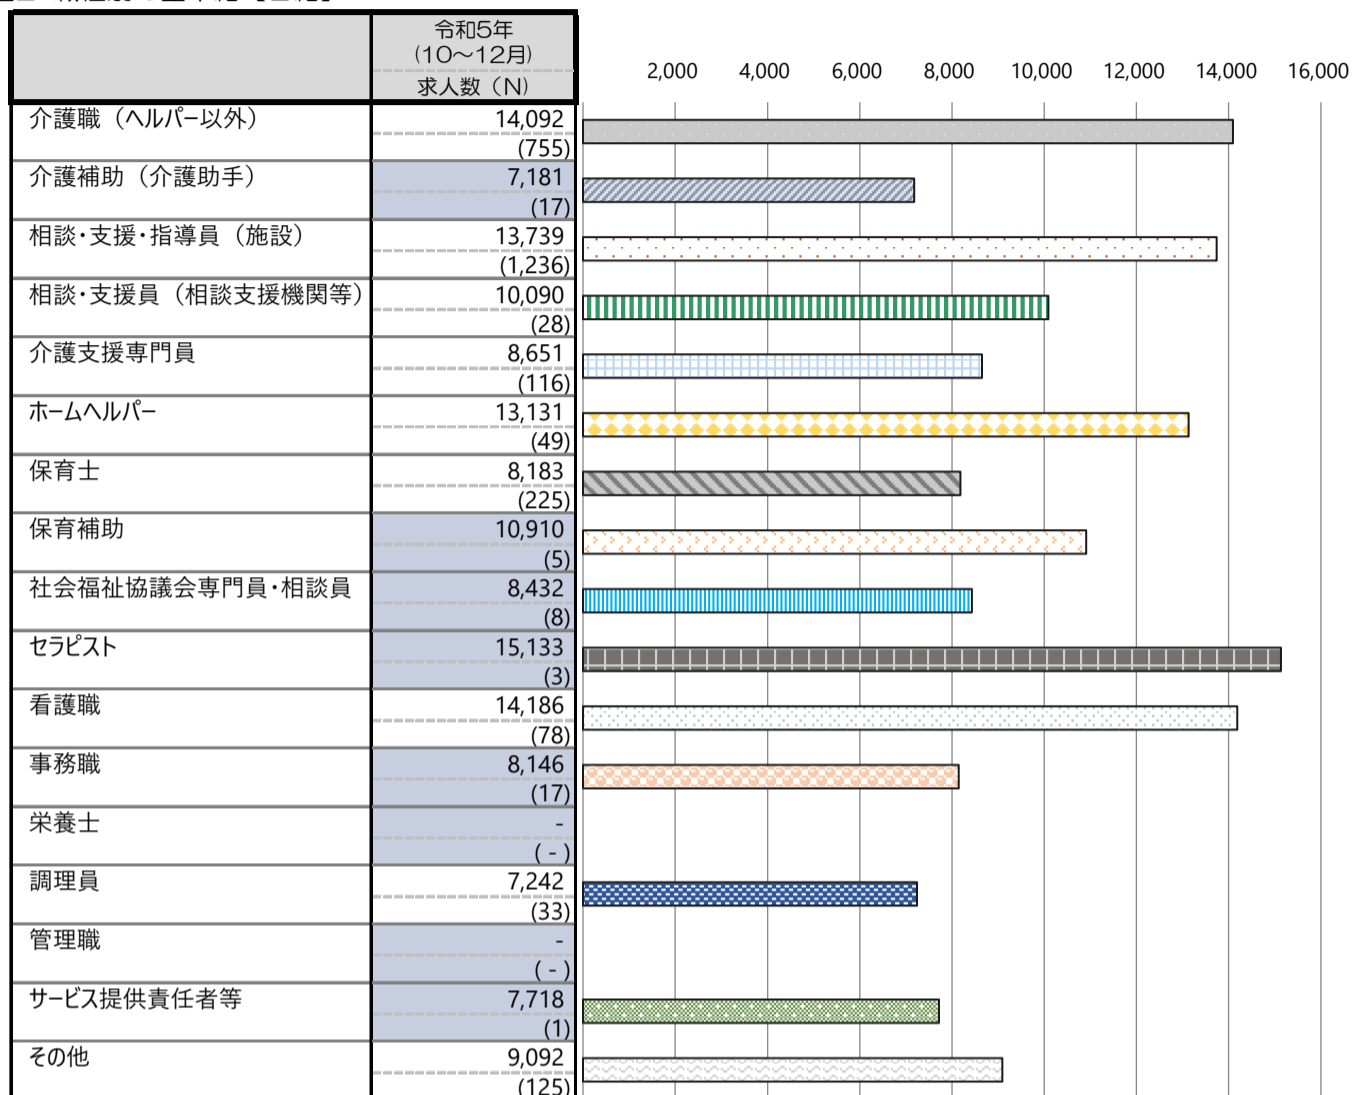 令和5年
(10～12月)
求人数（N）
2,000 4,000 6,000 8,000 10,000 12,000 14,000 16,000
介護職（ヘルパー以外） 14,092
(755)
介護補助（介護助手） 7,181
(17)
相談・支援・指導員（施設） 13,739
(1,236)
相談・支援員（相談支援機関等） 10,090
(28)
介護支援専門員 8,651
(116)
ホームヘルパー 13,131
(49)
保育士 8,183
(225)
保育補助 10,910
(5)
社会福祉協議会専門員・相談員 8,432
(8)
セラピスト 15,133
(3)
看護職 14,186
(78)
事務職 8,146
(17)
栄養士 -
( - )
調理員 7,242
(33)
管理職 -
( - )
サービス提供責任者等 7,718
(1)
その他 9,092
(125)